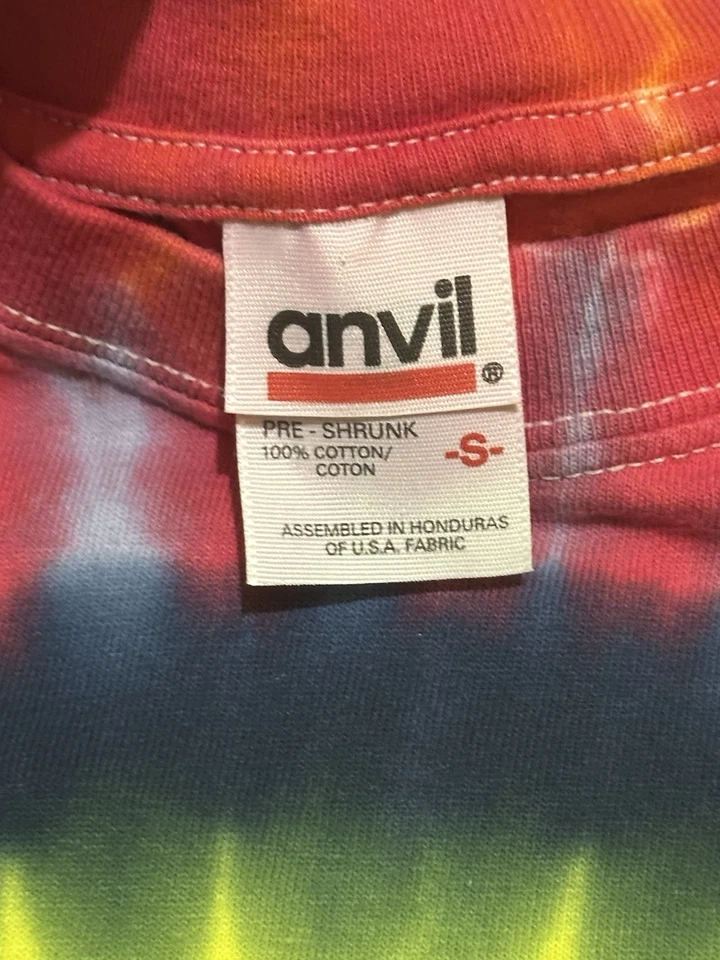 anvil®
PRE - SHRUNK
100% COTTON/
COTON
-S-
ASSEMBLED IN HONDURAS
OF U.S.A. FABRIC